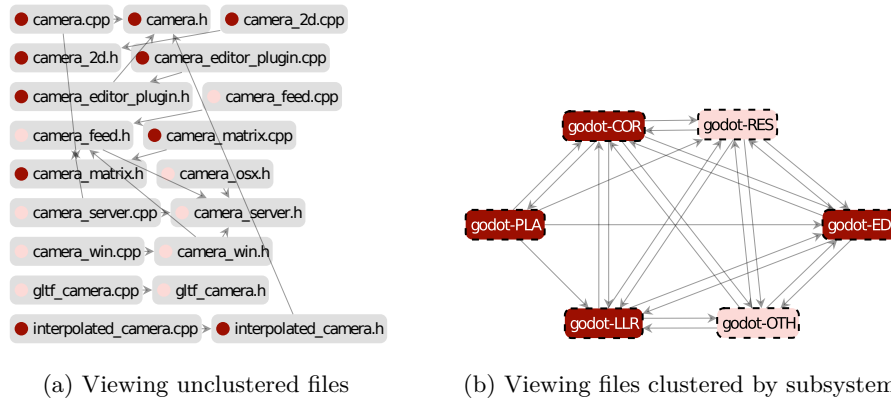 camera.cpp camera.h camera_2d.cpp
camera_2d.h camera_editor_plugin.cpp
camera_editor_plugin.h camera_feed.cpp
camera_feed.h camera_matrix.cpp
camera_matrix.h camera_osx.h
camera_server.cpp camera_server.h
camera_win.cpp camera_win.h
gltf_camera.cpp gltf_camera.h
interpolated_camera.cpp interpolated_camera.h
(a) Viewing unclustered files
godot-COR godot-RES
godot-PLA godot-ED
godot-LLR godot-OTH
(b) Viewing files clustered by subsystem